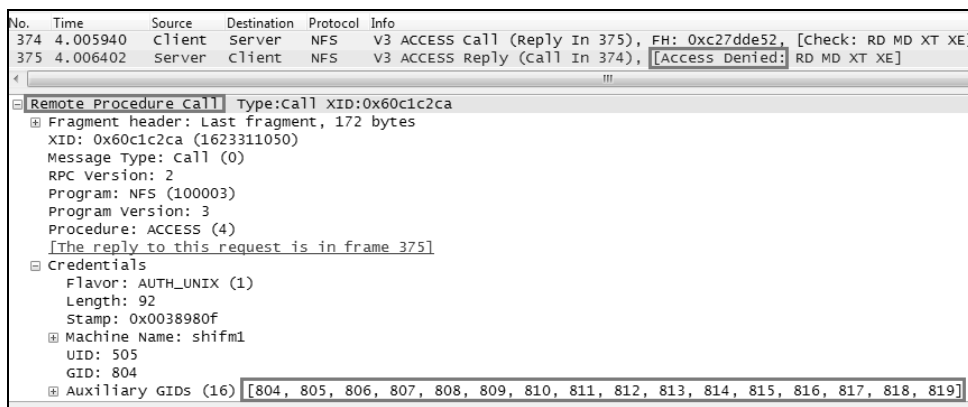 No. Time Source Destination Protocol Info
374 4.005940 Client Server NFS V3 ACCESS Call (Reply In 375), FH: 0xc27dde52, [Check: RD MD XT XE]
375 4.006402 Server Client NFS V3 ACCESS Reply (Call In 374), [Access Denied: RD MD XT XE]
Remote Procedure Call Type:Call XID:0x60c1c2ca
Fragment header: Last fragment, 172 bytes
XID: 0x60c1c2ca (1623311050)
Message Type: Call (0)
RPC Version: 2
Program: NFS (100003)
Program Version: 3
Procedure: ACCESS (4)
[The reply to this request is in frame 375]
Credentials
Flavor: AUTH_UNIX (1)
Length: 92
Stamp: 0x0038980f
Machine Name: shifm1
UID: 505
GID: 804
Auxiliary GIDs (16) [804, 805, 806, 807, 808, 809, 810, 811, 812, 813, 814, 815, 816, 817, 818, 819]